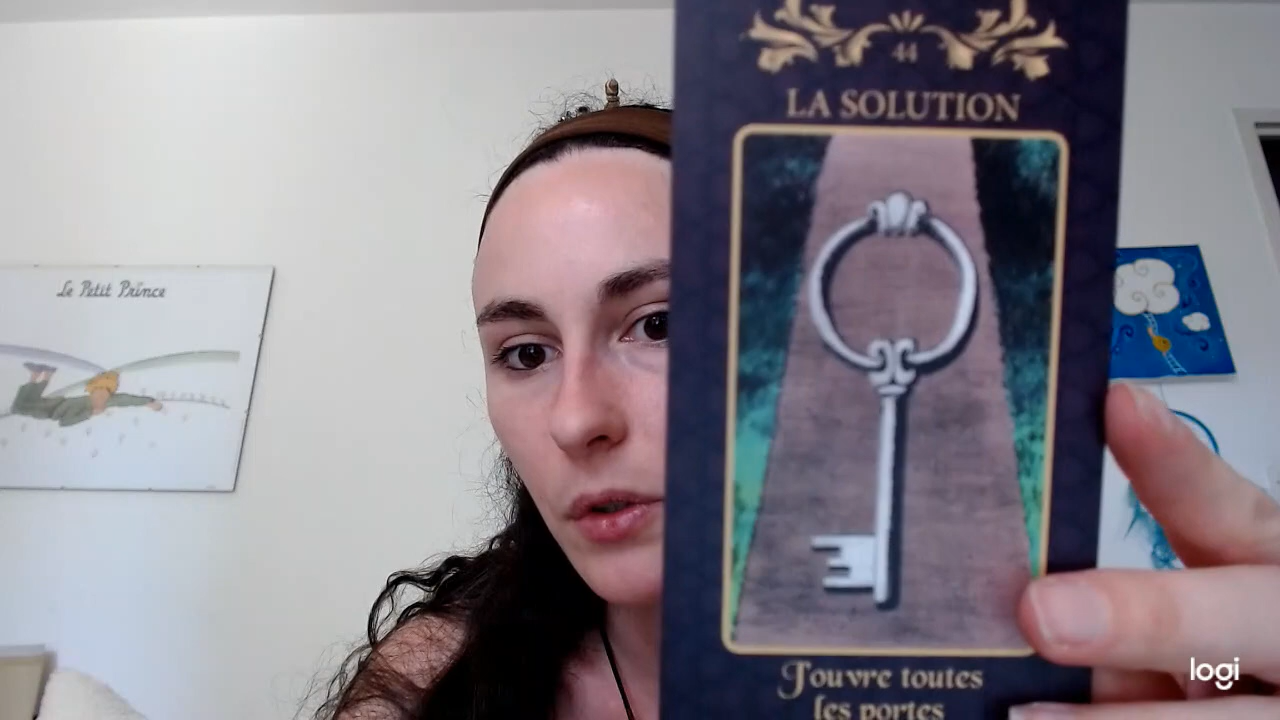 Le Petit Prince
44
LA SOLUTION
J'ouvre toutes
les portes
logi